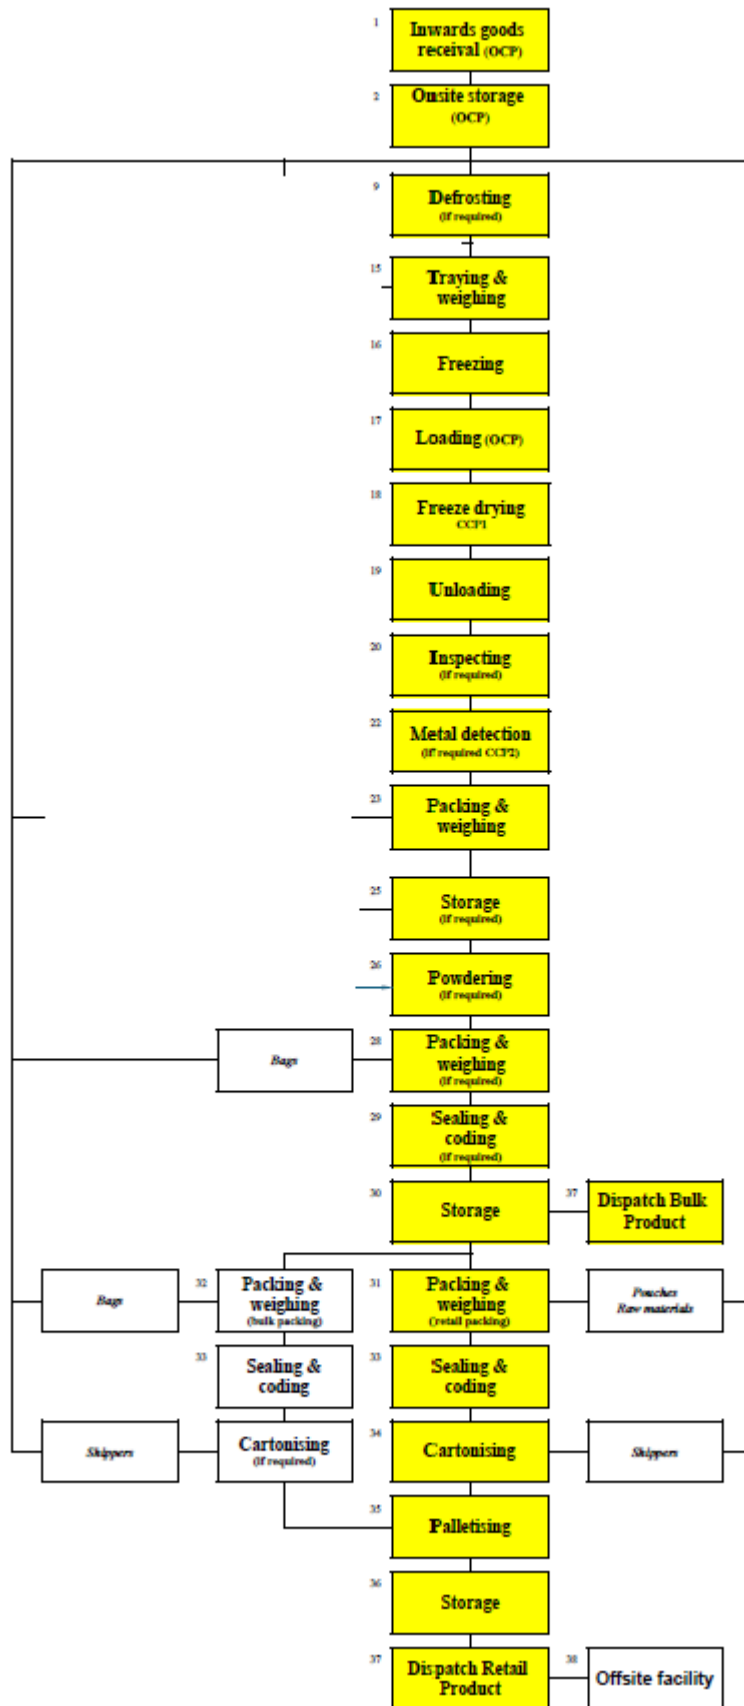 1
Inwards goods
receival (OCP)
2
Onsite storage
(OCP)
9
Defrosting
(if required)
15
Traying &
weighing
16
Freezing
17
Loading (OCP)
18
Freeze drying
CCP1
19
Unloading
20
Inspecting
(if required)
22
Metal detection
(if required CCP2)
23
Packing &
weighing
25
Storage
(if required)
26
Powdering
(if required)
Bags
28
Packing &
weighing
(if required)
29
Sealing &
coding
(if required)
30
Storage
37
Dispatch Bulk
Product
Bags
32
Packing &
weighing
(bulk packing)
31
Packing &
weighing
(retail packing)
Pouches
Raw materials
33
Sealing &
coding
33
Sealing &
coding
Shippers
Cartonising
(if required)
34
Cartonising
Shippers
35
Palletising
36
Storage
37
Dispatch Retail
Product
38
Offsite facility